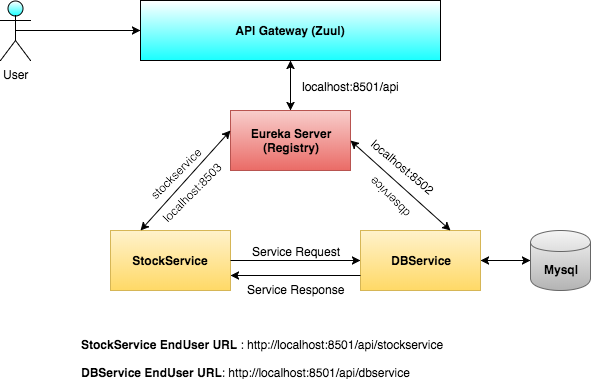 User
API Gateway (Zuul)
localhost:8501/api
Eureka Server
(Registry)
stockservice
localhost:8503
localhost:8502
dbservice
StockService
Service Request
Service Response
DBService
Mysql
StockService EndUser URL : http://localhost:8501/api/stockservice
DBService EndUser URL: http://localhost:8501/api/dbservice